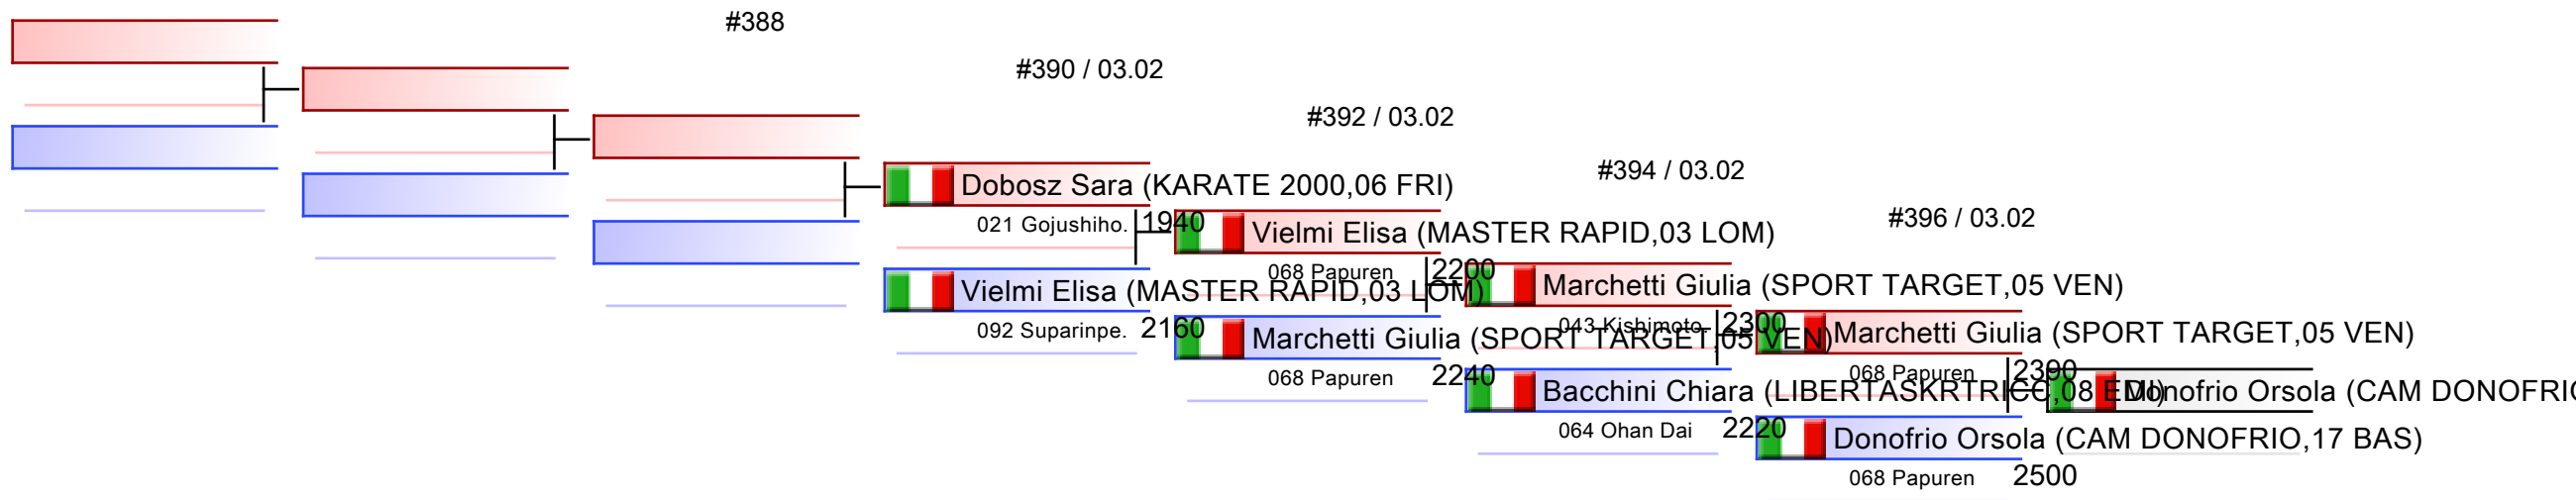 #388
#390 / 03.02
#392 / 03.02
#394 / 03.02
#396 / 03.02
Dobosz Sara (KARATE 2000,06 FRI)
021 Gojushiho. 1940
Vielmi Elisa (MASTER RAPID,03 LOM)
092 Suparinpe. 2160
Vielmi Elisa (MASTER RAPID,03 LOM)
068 Papuren 2200
Marchetti Giulia (SPORT TARGET,05 VEN)
068 Papuren 2240
Marchetti Giulia (SPORT TARGET,05 VEN)
043 Kishimoto. 2300
Bacchini Chiara (LIBERTASKRTRICC,08 EMI)
064 Ohan Dai 2220
Marchetti Giulia (SPORT TARGET,05 VEN)
068 Papuren 2390
Donofrio Orsola (CAM DONOFRIO,17 BAS)
068 Papuren 2500
Donofrio Orsola (CAM DONOFRIO